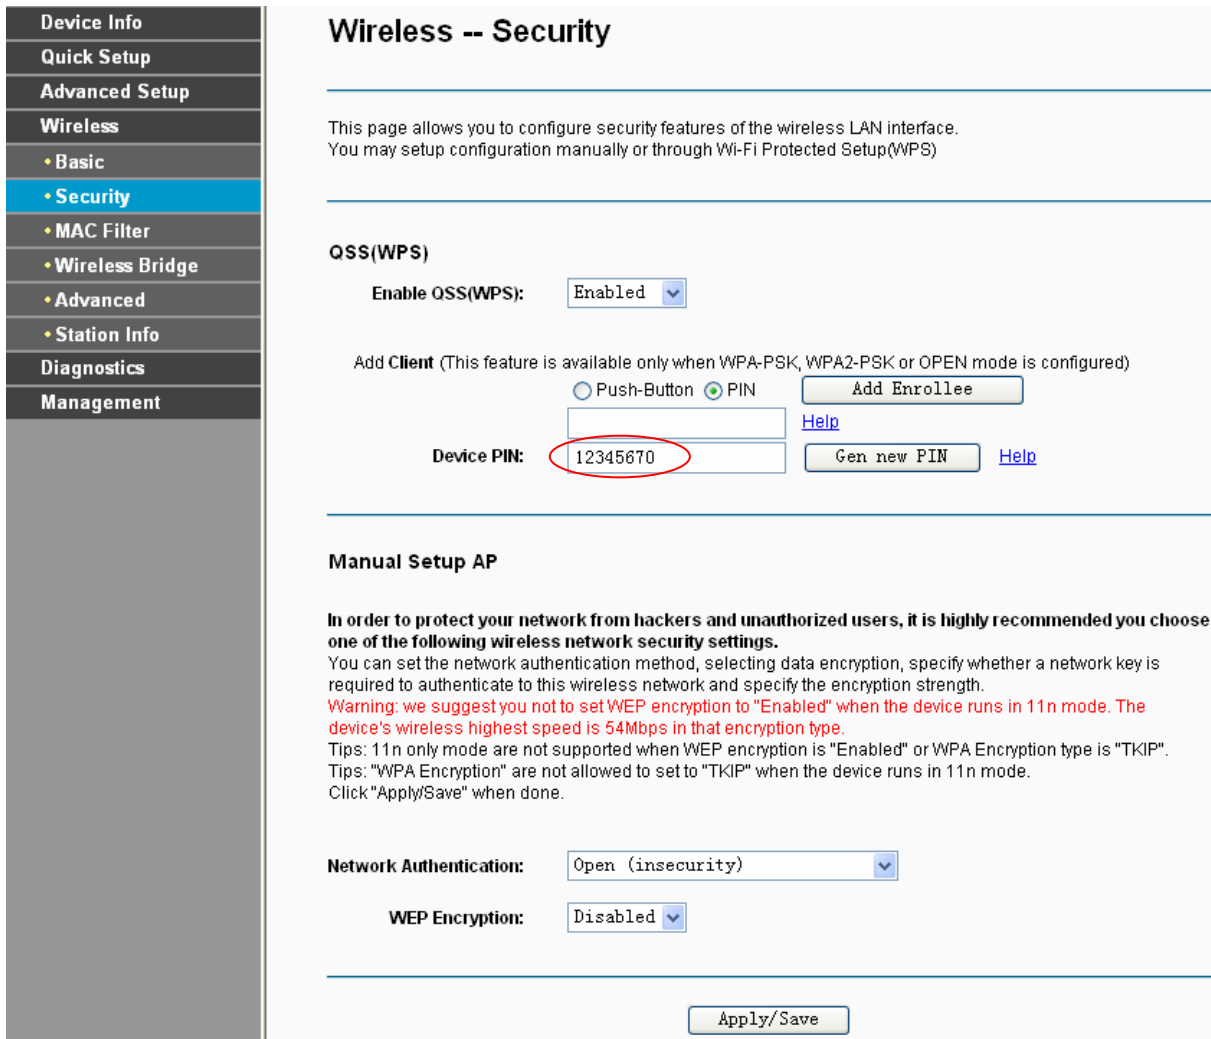 Device Info
Quick Setup
Advanced Setup
Wireless
Basic
Security
MAC Filter
Wireless Bridge
Advanced
Station Info
Diagnostics
Management
Wireless -- Security
This page allows you to configure security features of the wireless LAN interface.
You may setup configuration manually or through Wi-Fi Protected Setup(WPS)
QSS(WPS)
Enable QSS(WPS): Enabled
Add Client (This feature is available only when WPA-PSK, WPA2-PSK or OPEN mode is configured)
Push-Button PIN Add Enrollee
Help
Device PIN: 12345670 Gen new PIN Help
Manual Setup AP
In order to protect your network from hackers and unauthorized users, it is highly recommended you choose
one of the following wireless network security settings.
You can set the network authentication method, selecting data encryption, specify whether a network key is
required to authenticate to this wireless network and specify the encryption strength.
Warning: we suggest you not to set WEP encryption to "Enabled" when the device runs in 11n mode. The
device's wireless highest speed is 54Mbps in that encryption type.
Tips: 11n only mode are not supported when WEP encryption is "Enabled" or WPA Encryption type is "TKIP".
Tips: "WPA Encryption" are not allowed to set to "TKIP" when the device runs in 11n mode.
Click "Apply/Save" when done.
Network Authentication: Open (insecurity)
WEP Encryption: Disabled
Apply/Save